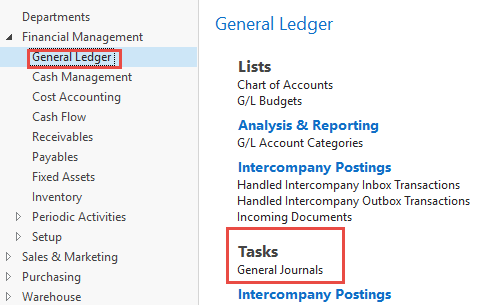 Departments
Financial Management
General Ledger
Cash Management
Cost Accounting
Cash Flow
Receivables
Payables
Fixed Assets
Inventory
Periodic Activities
Setup
Sales & Marketing
Purchasing
Warehouse
General Ledger
Lists
Chart of Accounts
G/L Budgets
Analysis & Reporting
G/L Account Categories
Intercompany Postings
Handled Intercompany Inbox Transactions
Handled Intercompany Outbox Transactions
Incoming Documents
Tasks
General Journals
Intercompany Postings